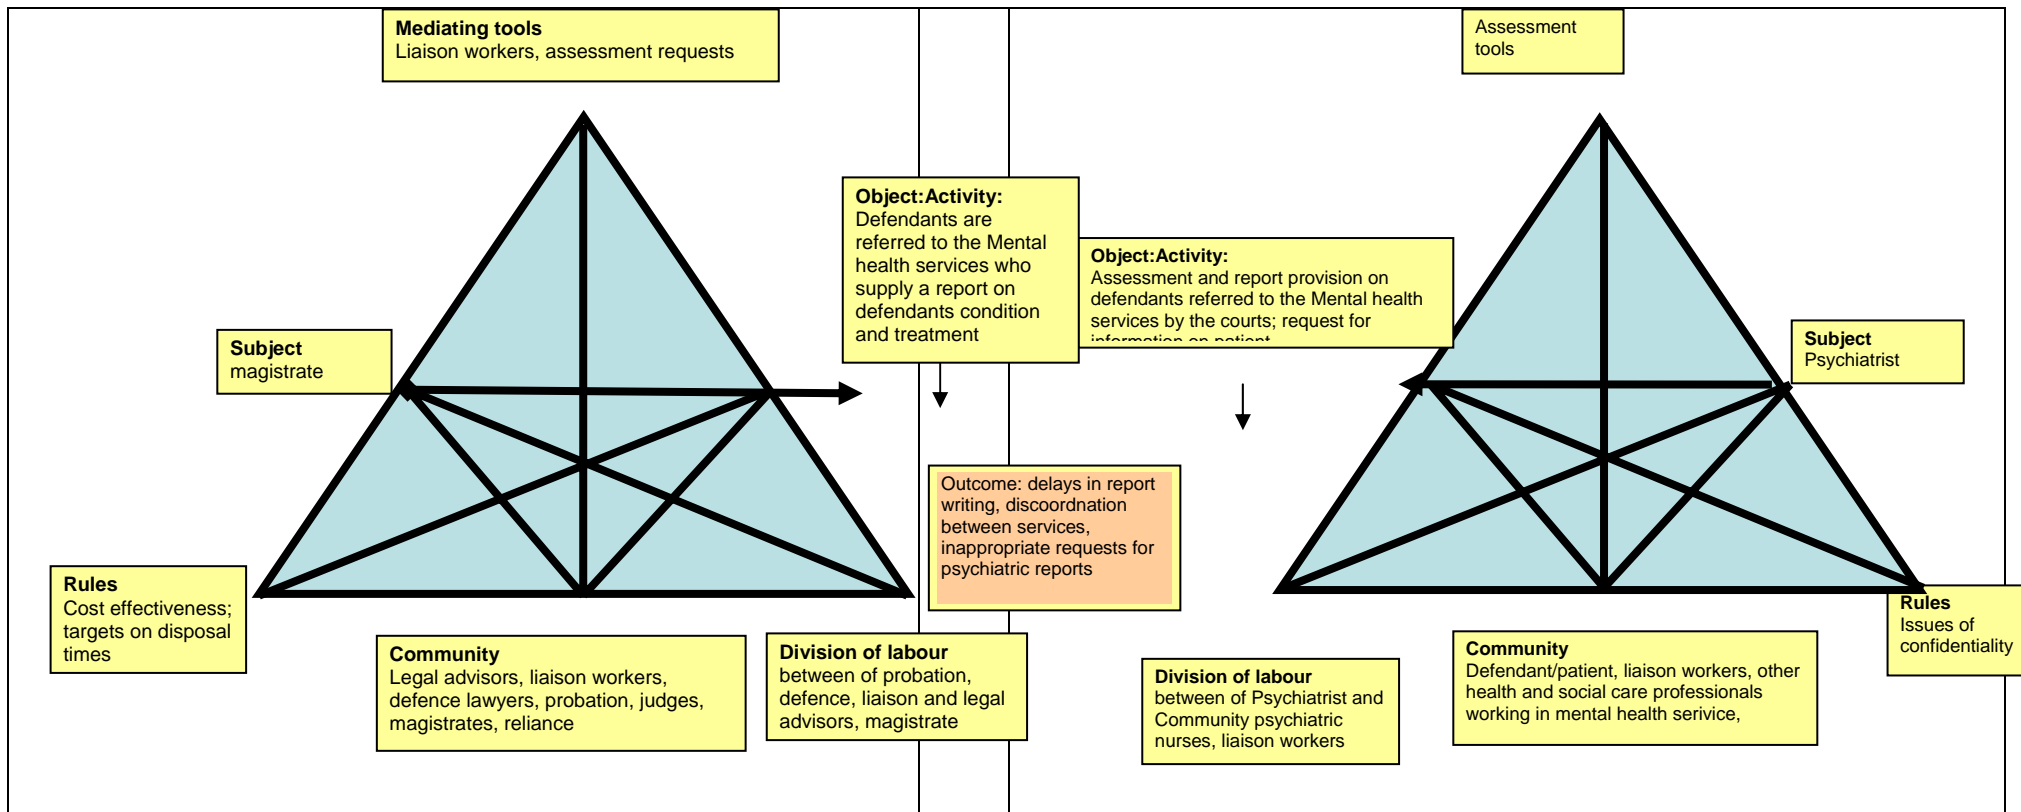 Mediating tools
Liaison workers, assessment requests
Assessment
tools
Object:Activity:
Defendants are
referred to the Mental
health services who
supply a report on
defendants condition
and treatment
Object:Activity:
Assessment and report provision on
defendants referred to the Mental health
services by the courts; request for
information on patient
Subject
magistrate
Subject
Psychiatrist
Outcome: delays in report
writing, discoordnation
between services,
inappropriate requests for
psychiatric reports
Rules
Cost effectiveness;
targets on disposal
times
Community
Legal advisors, liaison workers,
defence lawyers, probation, judges,
magistrates, reliance
Division of labour
between of probation,
defence, liaison and legal
advisors, magistrate
Division of labour
between of Psychiatrist and
Community psychiatric
nurses, liaison workers
Community
Defendant/patient, liaison workers, other
health and social care professionals
working in mental health serivice,
Rules
Issues of
confidentiality